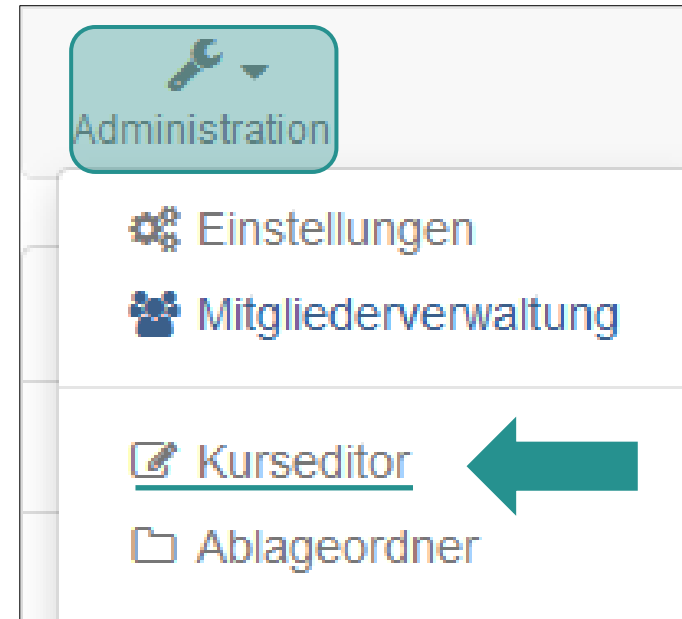 Administration
Einstellungen
Mitgliederverwaltung
Kurseditor
Ablageordner